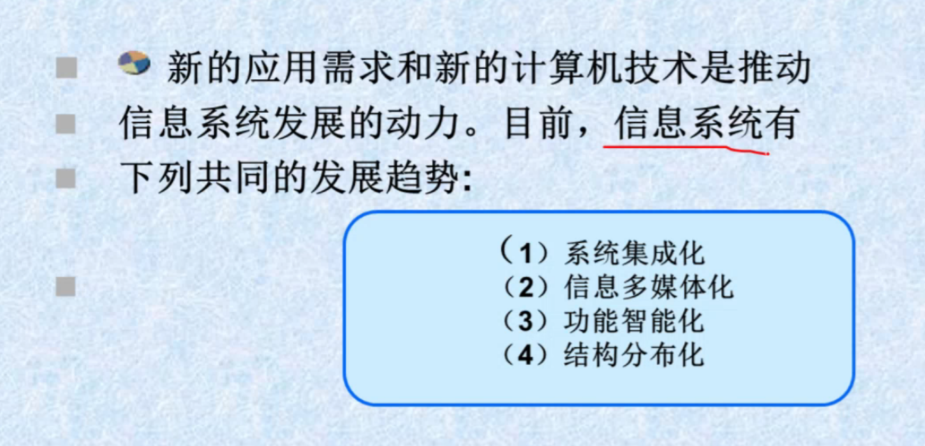 新的应用需求和新的计算机技术是推动
信息系统发展的动力。目前，信息系统有
下列共同的发展趋势：
（1）系统集成化
（2）信息多媒体化
（3）功能智能化
（4）结构分布化